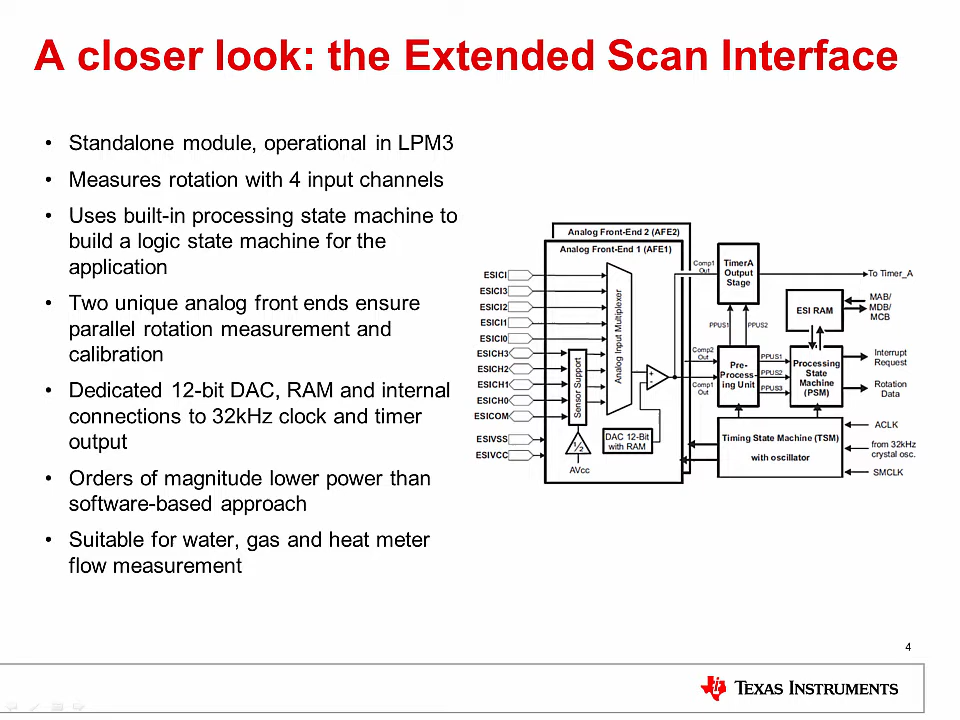 A closer look: the Extended Scan Interface
• Standalone module, operational in LPM3
• Measures rotation with 4 input channels
• Uses built-in processing state machine to
build a logic state machine for the
application
• Two unique analog front ends ensure
parallel rotation measurement and
calibration
• Dedicated 12-bit DAC, RAM and internal
connections to 32kHz clock and timer
output
• Orders of magnitude lower power than
software-based approach
• Suitable for water, gas and heat meter
flow measurement
Analog Front-End 2 (AFE2)
Analog Front-End 1 (AFE1)
ESICI
ESICI3
ESICI2
ESICI1
ESICI0
ESICH3
ESICH2
ESICH1
ESICH0
ESICOM
ESIVSS
ESIVCC
Sensor Support
Analog Input Multiplexer
+
-
½
AVcc
DAC 12-Bit
with RAM
Comp1
Out
TimerA
Output
Stage
To Timer_A
PPUS1
PPUS2
ESI RAM
MAB/
MDB/
MCB
Comp2
Out
Comp1
Out
Pre-
Process-
ing Unit
PPUS1
PPUS2
PPUS3
Processing
State
Machine
(PSM)
Interrupt
Request
Rotation
Data
Timing State Machine (TSM)
with oscillator
ACLK
from 32kHz
crystal osc.
SMCLK
4
TEXAS INSTRUMENTS